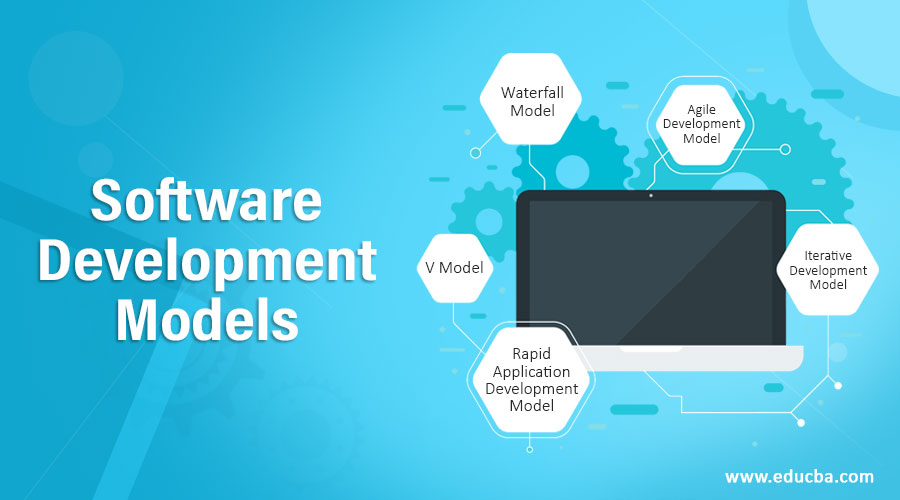 Software
Development
Models
Waterfall
Model
Agile
Development
Model
V Model
Iterative
Development
Model
Rapid
Application
Development
Model
www.educba.com